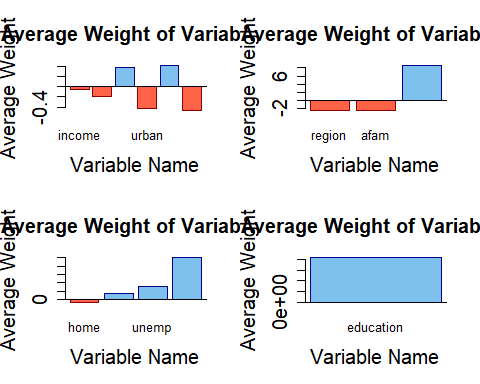 Average Weight of Variab
Average Weight
-0.4
income urban
Variable Name
Average Weight of Variab
Average Weight
6
-2
region afam
Variable Name
Average Weight of Variab
Average Weight
0
home unemp
Variable Name
Average Weight of Variab
Average Weight
0e+00
education
Variable Name